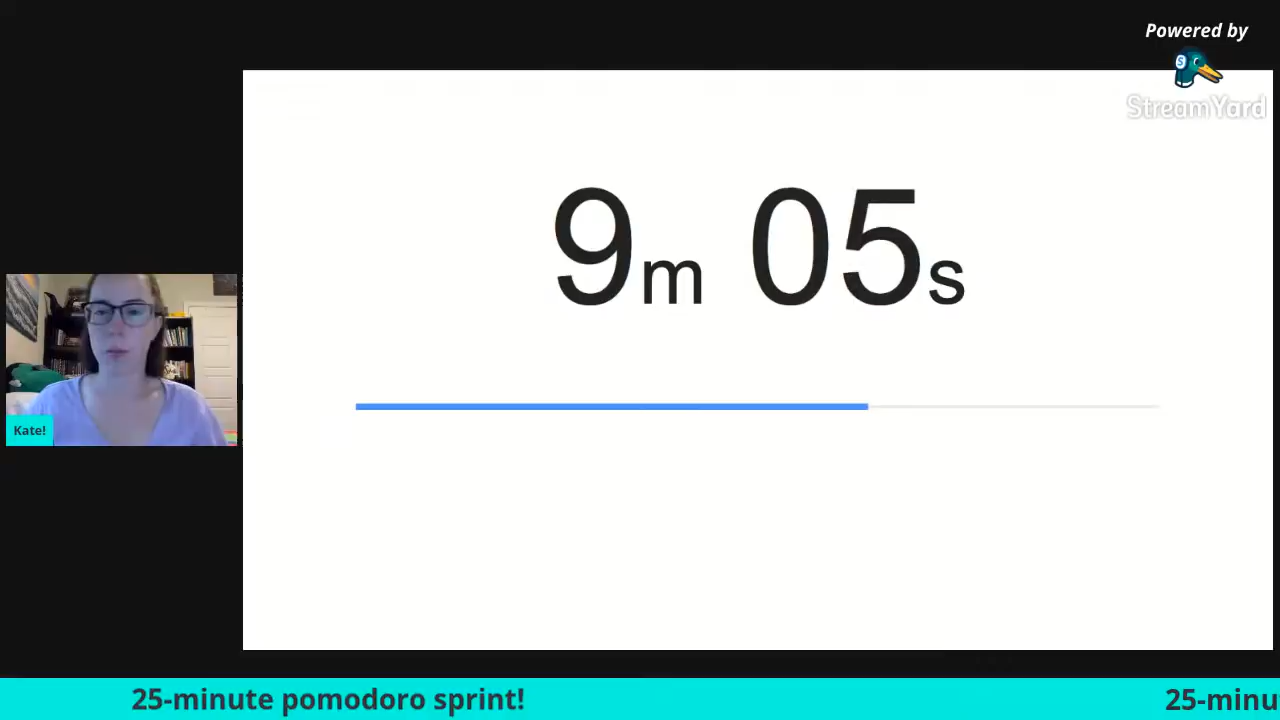 Powered by
StreamYard
9m 05s
Kate!
25-minute pomodoro sprint!
25-minu